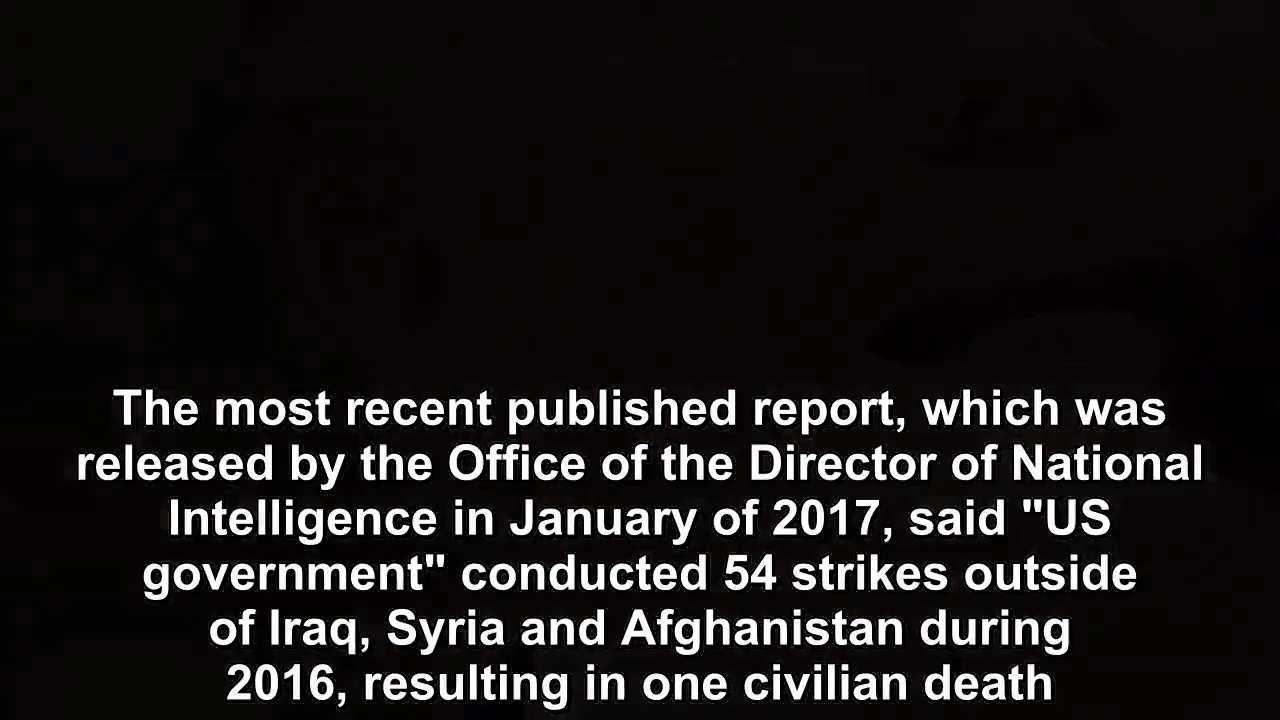 The most recent published report, which was
released by the Office of the Director of National
Intelligence in January of 2017, said "US
government" conducted 54 strikes outside
of Iraq, Syria and Afghanistan during
2016, resulting in one civilian death